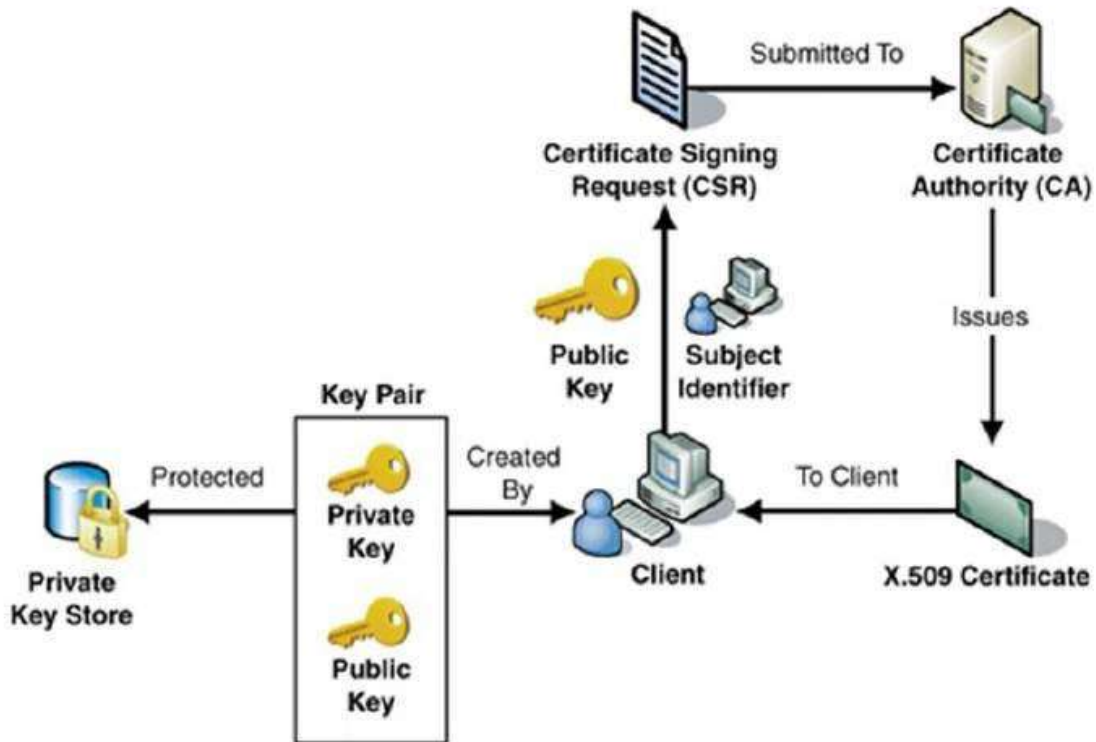 Submitted To
Certificate Signing
Request (CSR)
Certificate
Authority (CA)
Public
Key
Subject
Identifier
Issues
Key Pair
Protected
Private
Key
Created
By
To Client
Private
Key Store
Public
Key
Client
X.509 Certificate